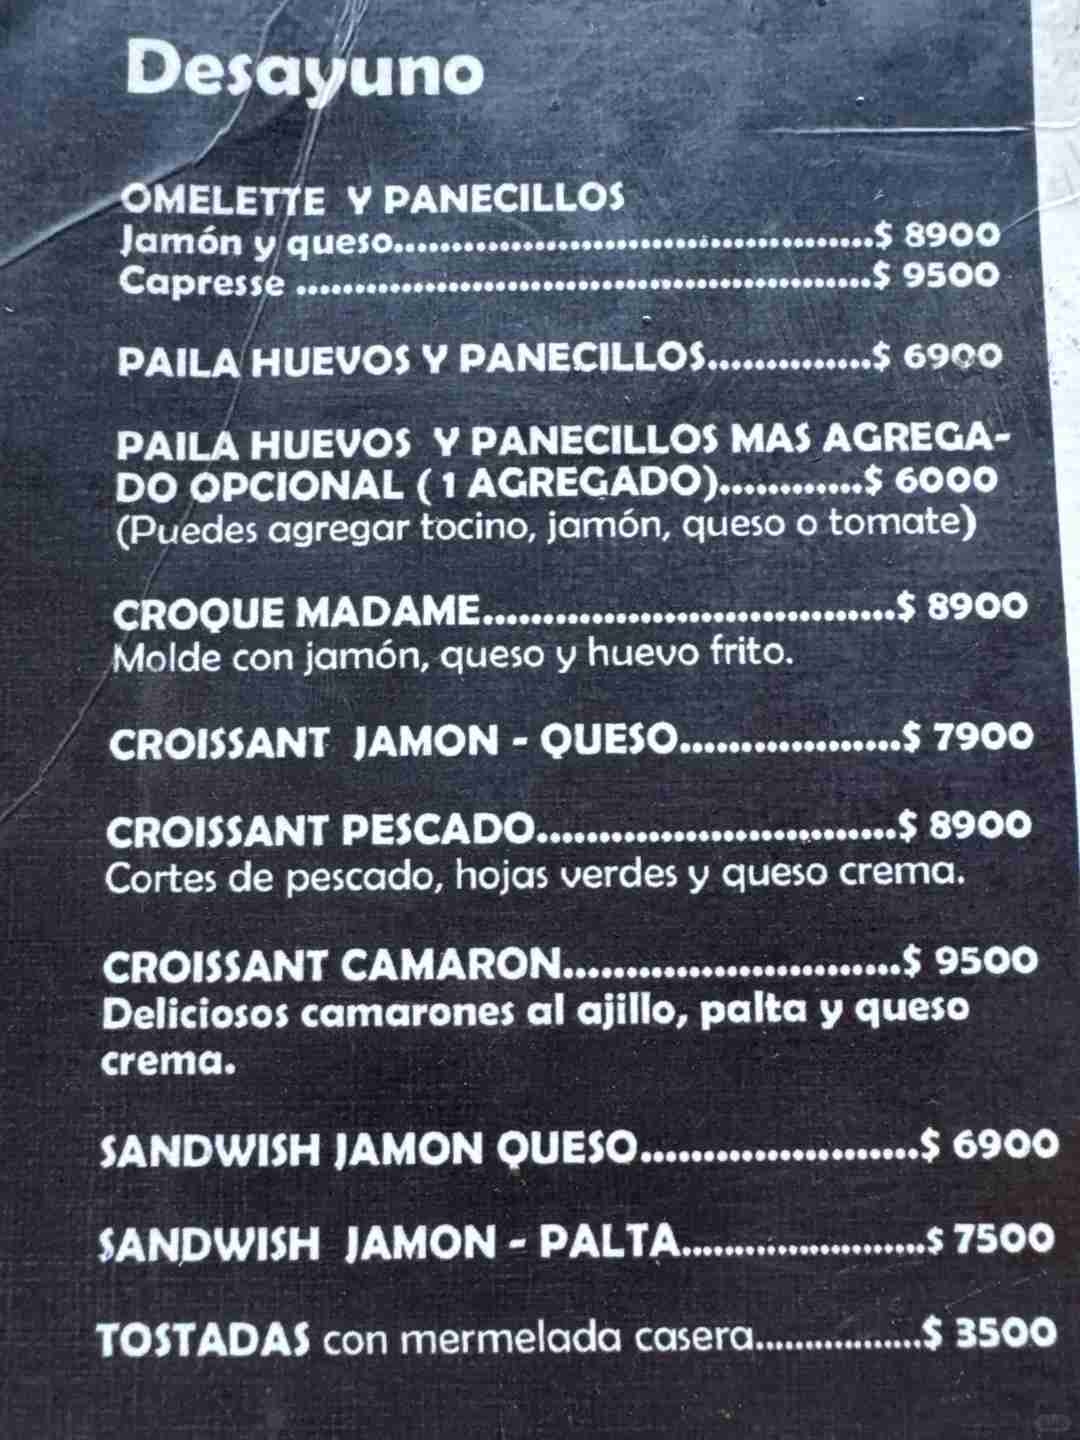 Desayuno
OMELETTE Y PANECILLOS
Jamón y queso..........................................$ 8900
Capresse ..................................................$ 9500
PAILA HUEVOS Y PANECILLOS..............$ 6900
PAILA HUEVOS Y PANECILLOS MAS AGREGA-
DO OPCIONAL ( 1 AGREGADO)............$ 6000
(Puedes agregar tocino, jamón, queso o tomate)
CROQUE MADAME..................................$ 8900
Molde con jamón, queso y huevo frito.
CROISSANT JAMON - QUESO..................$ 7900
CROISSANT PESCADO.............................$ 8900
Cortes de pescado, hojas verdes y queso crema.
CROISSANT CAMARON...........................$ 9500
Deliciosos camarones al ajillo, palta y queso
crema.
SANDWISH JAMON QUESO......................$ 6900
SANDWISH JAMON - PALTA.......................$ 7500
TOSTADAS con mermelada casera................$ 3500